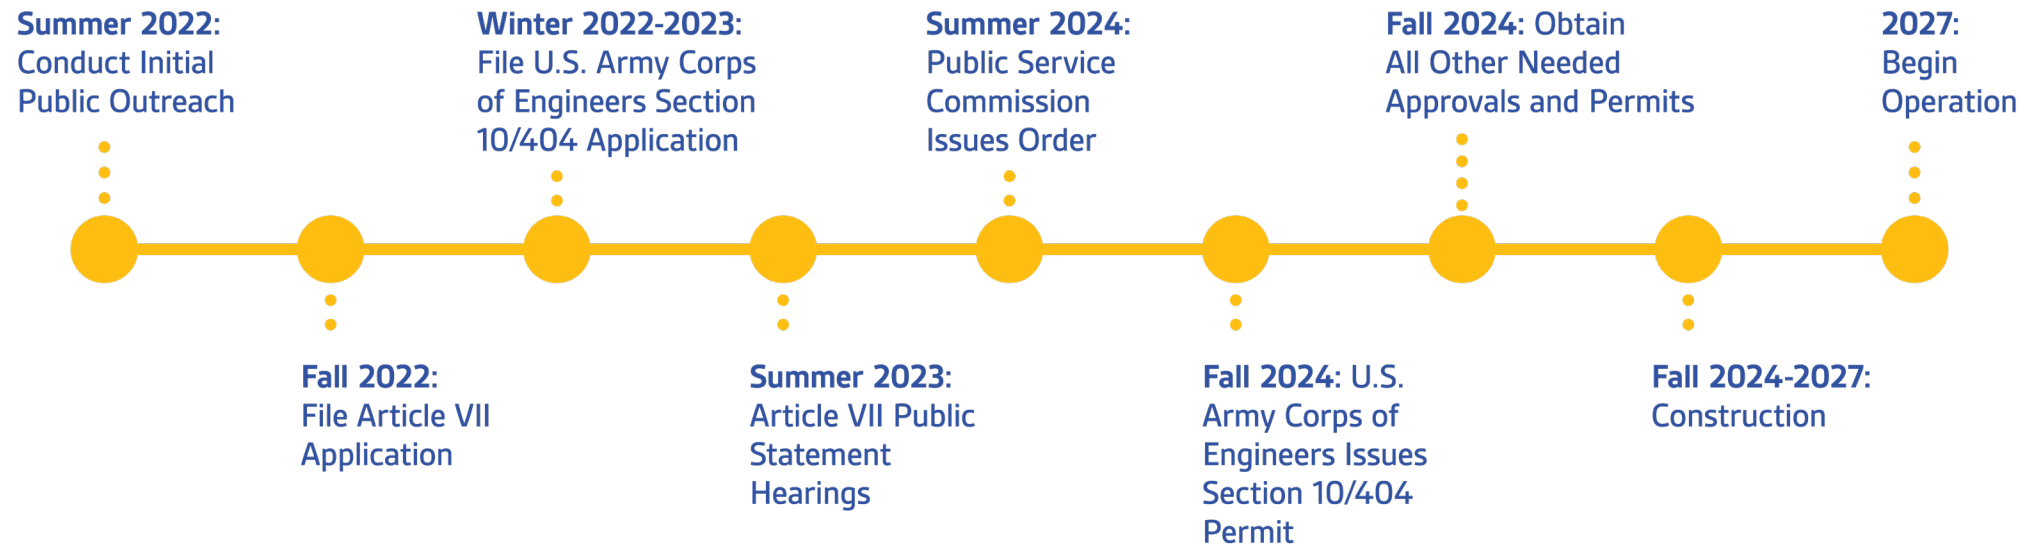 Summer 2022:
Conduct Initial
Public Outreach
Fall 2022:
File Article VII
Application
Winter 2022-2023:
File U.S. Army Corps
of Engineers Section
10/404 Application
Summer 2023:
Article VII Public
Statement
Hearings
Summer 2024:
Public Service
Commission
Issues Order
Fall 2024: U.S.
Army Corps of
Engineers Issues
Section 10/404
Permit
Fall 2024: Obtain
All Other Needed
Approvals and Permits
Fall 2024-2027:
Construction
2027:
Begin
Operation